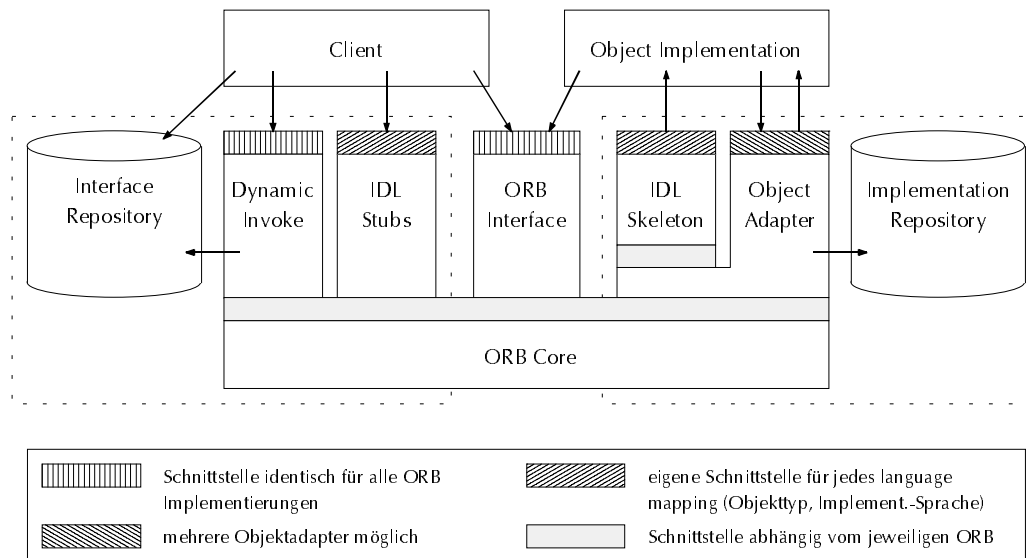 Client
Object Implementation
Interface
Repository
Dynamic
Invoke
IDL
Stubs
ORB
Interface
IDL
Skeleton
Object
Adapter
Implementation
Repository
ORB Core
Schnittstelle identisch für alle ORB
Implementierungen
mehrere Objektadapter möglich
eigene Schnittstelle für jedes language
mapping (Objekttyp, Implement.-Sprache)
Schnittstelle abhängig vom jeweiligen ORB